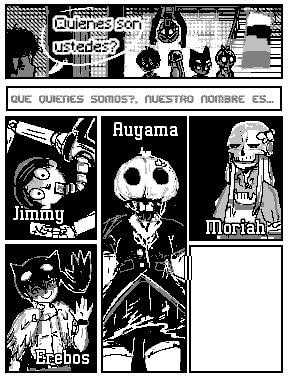 Quienes son
ustedes?
QUE QUIENES SOMOS?, NUESTRO NOMBRE ES...
Auyama
Jimmy
Moriah
Erebos